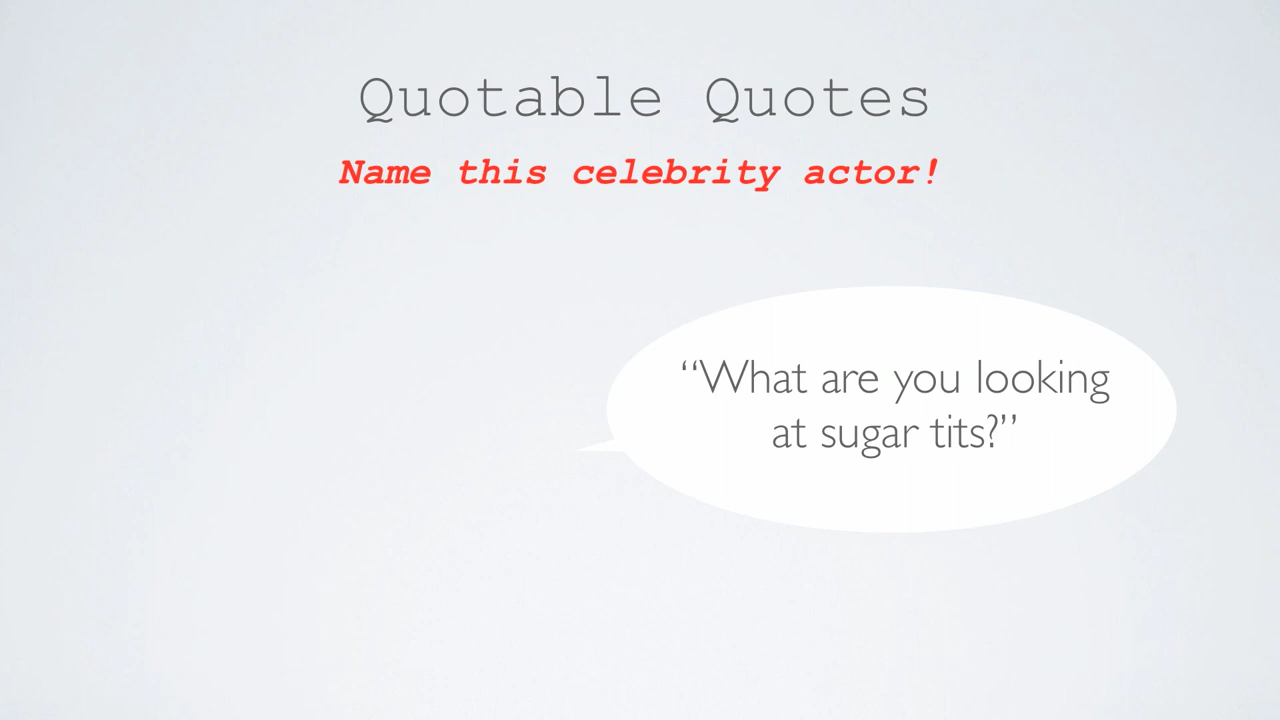 Quotable Quotes
Name this celebrity actor!
“What are you looking
at sugar tits?”